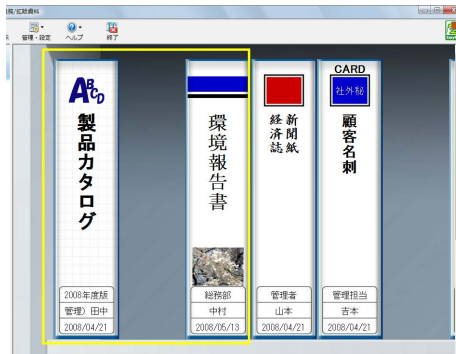 管理・設定
ヘルプ
終了
ABCD
製品カタログ
2008年度版
管理）田中
2008/04/21
環境報告書
総務部
中村
2008/05/13
新聞紙
経済誌
管理者
山本
2008/04/21
CARD
社外秘
顧客名刺
管理担当
吉本
2008/04/21